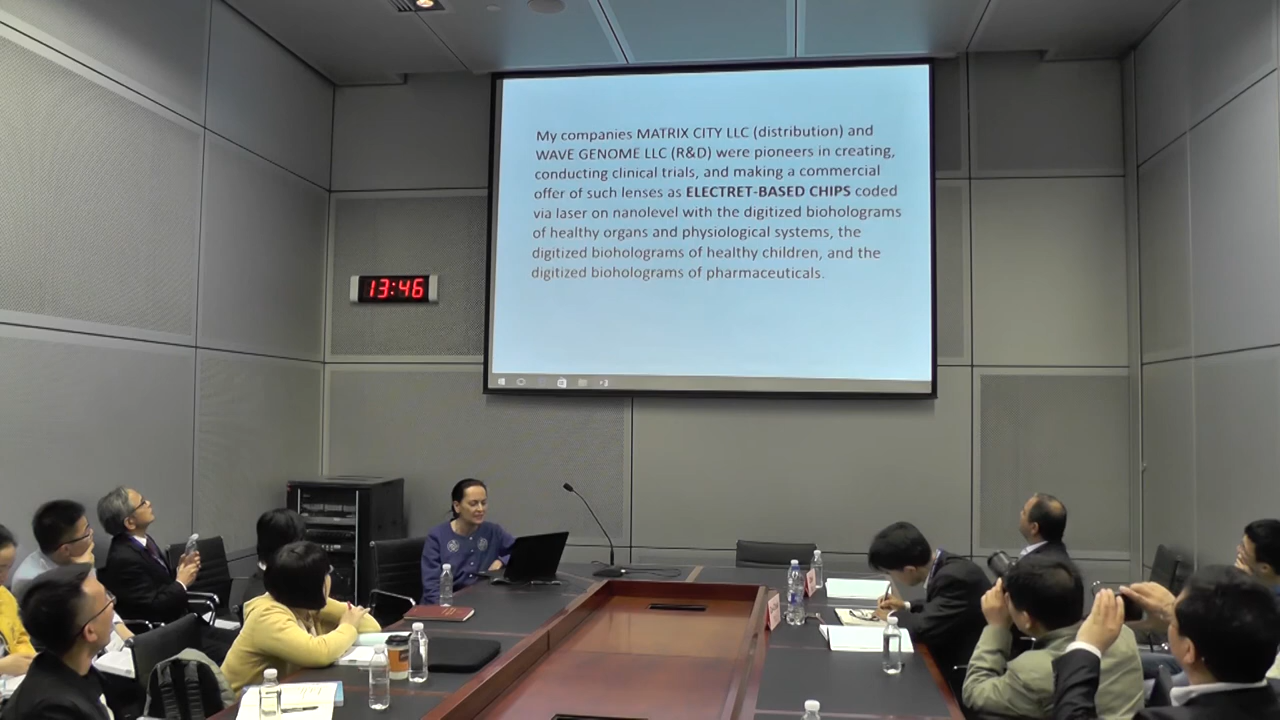 My companies MATRIX CITY LLC (distribution) and
WAVE GENOME LLC (R&D) were pioneers in creating,
conducting clinical trials, and making a commercial
offer of such lenses as ELECTRET-BASED CHIPS coded
via laser on nanolevel with the digitized bioholograms
of healthy organs and physiological systems, the
digitized bioholograms of healthy children, and the
digitized bioholograms of pharmaceuticals.
13:46